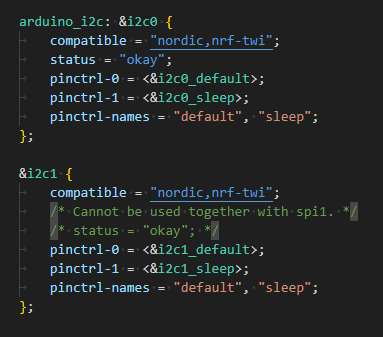 arduino_i2c: &i2c0 {
compatible = "nordic,nrf-twi";
status = "okay";
pinctrl-0 = <&i2c0_default>;
pinctrl-1 = <&i2c0_sleep>;
pinctrl-names = "default", "sleep";
};
&i2c1 {
compatible = "nordic,nrf-twi";
/* Cannot be used together with spi1. */
/* status = "okay"; */
pinctrl-0 = <&i2c1_default>;
pinctrl-1 = <&i2c1_sleep>;
pinctrl-names = "default", "sleep";
};